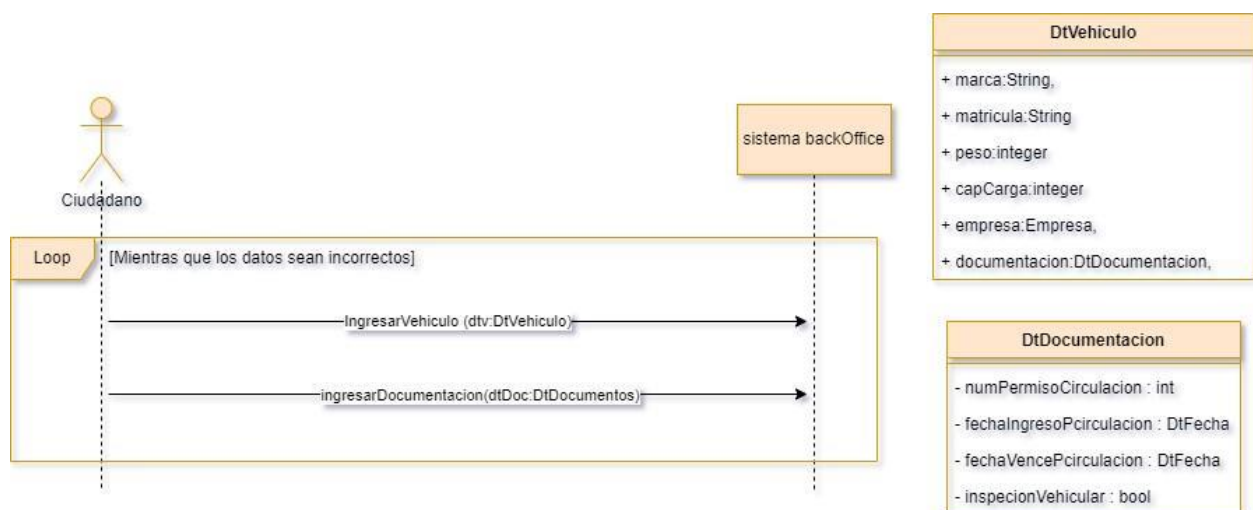 Ciudadano
sistema backOffice
Loop
[Mientras que los datos sean incorrectos]
IngresarVehiculo (dtv:DtVehiculo)
ingresarDocumentacion(dtDoc:DtDocumentos)
DtVehiculo
+ marca:String,
+ matricula:String
+ peso:integer
+ capCarga:integer
+ empresa:Empresa,
+ documentacion:DtDocumentacion,
DtDocumentacion
- numPermisoCirculacion : int
- fechaIngresoPcirculacion : DtFecha
- fechaVencePcirculacion : DtFecha
- inspecionVehicular : bool